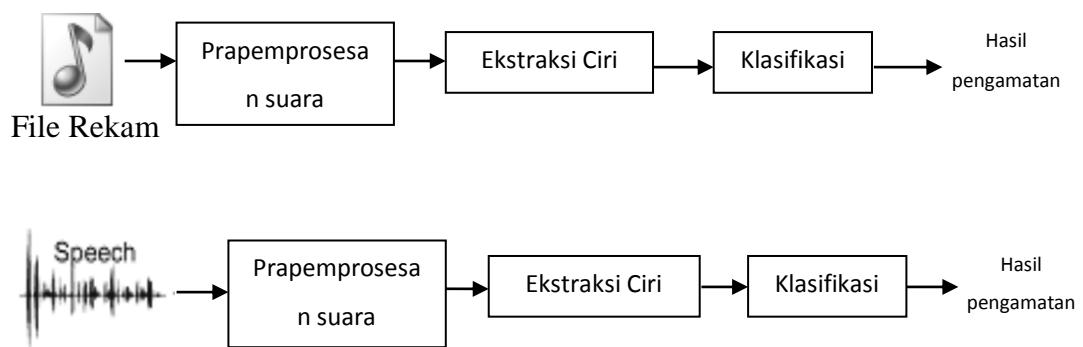 Prapemprosesa
n suara
Ekstraksi Ciri
Klasifikasi
Hasil
pengamatan
File Rekam
Speech
Prapemprosesa
n suara
Ekstraksi Ciri
Klasifikasi
Hasil
pengamatan